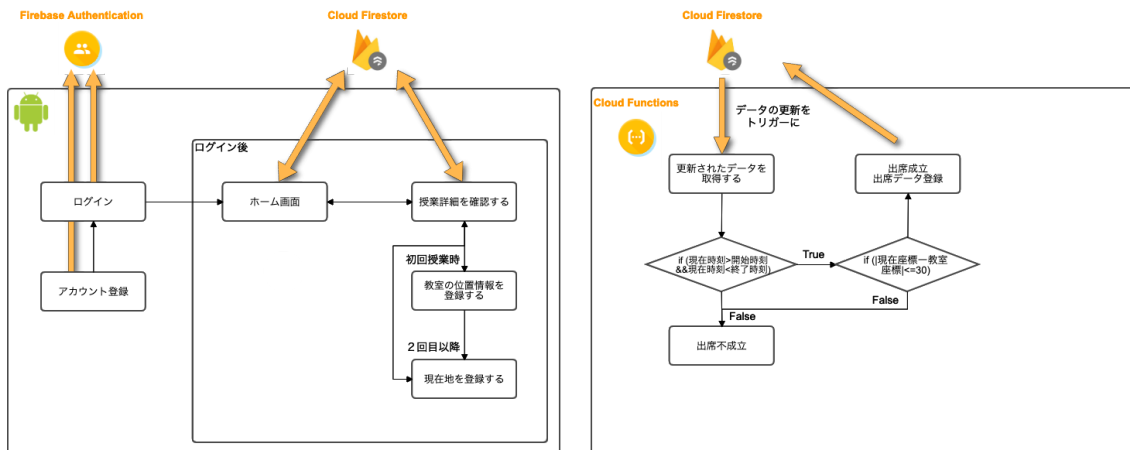 Firebase Authentication
Cloud Firestore
ログイン後
ログイン
ホーム画面
授業詳細を確認する
アカウント登録
初回授業時
教室の位置情報を
登録する
２回目以降
現在地を登録する
Cloud Firestore
Cloud Functions
データの更新を
トリガーに
更新されたデータを
取得する
出席成立
出席データ登録
if (現在時刻>開始時刻
&&現在時刻<終了時刻)
True
if (|現在座標ー教室
座標|<=30)
False
False
出席不成立